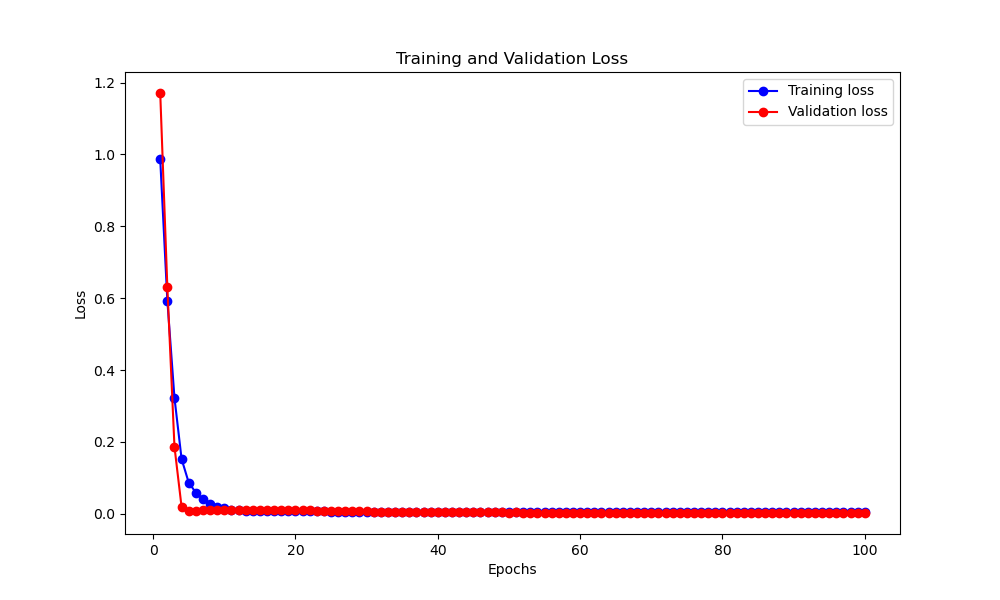 Training and Validation Loss
Training loss
Validation loss
1.2
1.0
0.8
0.6
0.4
0.2
0.0
Loss
0 20 40 60 80 100
Epochs